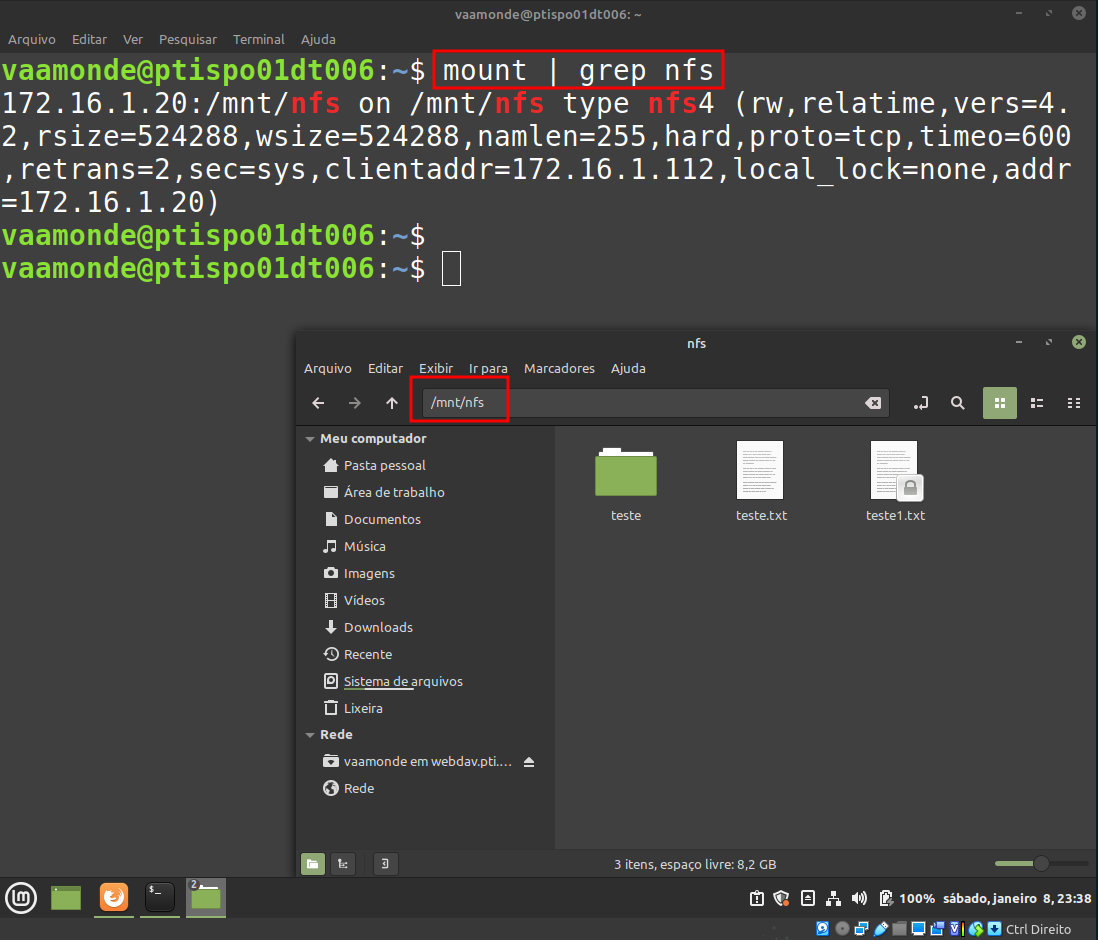 vaamonde@ptispo01dt006: ~
Arquivo Editar Ver Pesquisar Terminal Ajuda
vaamonde@ptispo01dt006:~$ mount | grep nfs
172.16.1.20:/mnt/nfs on /mnt/nfs type nfs4 (rw,relatime,vers=4.
2,rsize=524288,wsize=524288,namlen=255,hard,proto=tcp,timeo=600
,retrans=2,sec=sys,clientaddr=172.16.1.112,local_lock=none,addr
=172.16.1.20)
vaamonde@ptispo01dt006:~$
vaamonde@ptispo01dt006:~$
nfs
Arquivo Editar Exibir Ir para Marcadores Ajuda
/mnt/nfs
Meu computador
Pasta pessoal
Área de trabalho
Documentos
Música
Imagens
Vídeos
Downloads
Recente
Sistema de arquivos
Lixeira
Rede
vaamonde em webdav.pti....
Rede
teste teste.txt teste1.txt
3 itens, espaço livre: 8,2 GB
2
100% sábado, janeiro 8, 23:38
Ctrl Direito